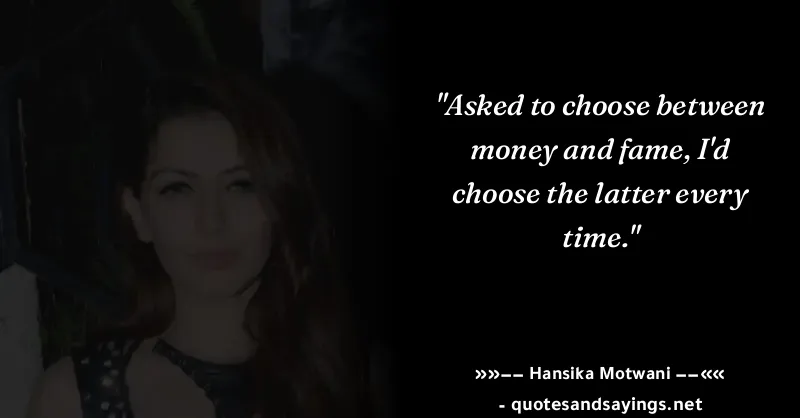 "Asked to choose between
money and fame, I'd
choose the latter every
time."
»»–– Hansika Motwani ––««
- quotesandsayings.net